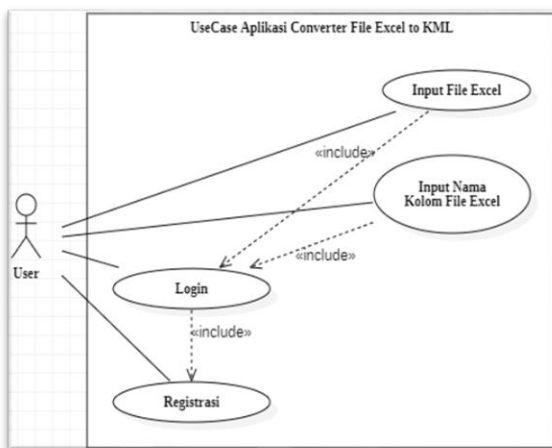 UseCase Aplikasi Converter File Excel to KML
Input File Excel
«include»
Input Nama
Kolom File Excel
«include»
User
Login
«include»
Registrasi